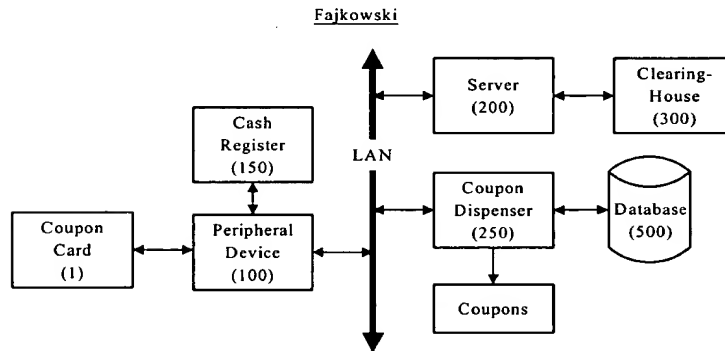 Fajkowski
Server
(200)
Clearing-
House
(300)
Cash
Register
(150)
LAN
Coupon
Dispenser
(250)
Database
(500)
Coupon
Card
(1)
Peripheral
Device
(100)
Coupons